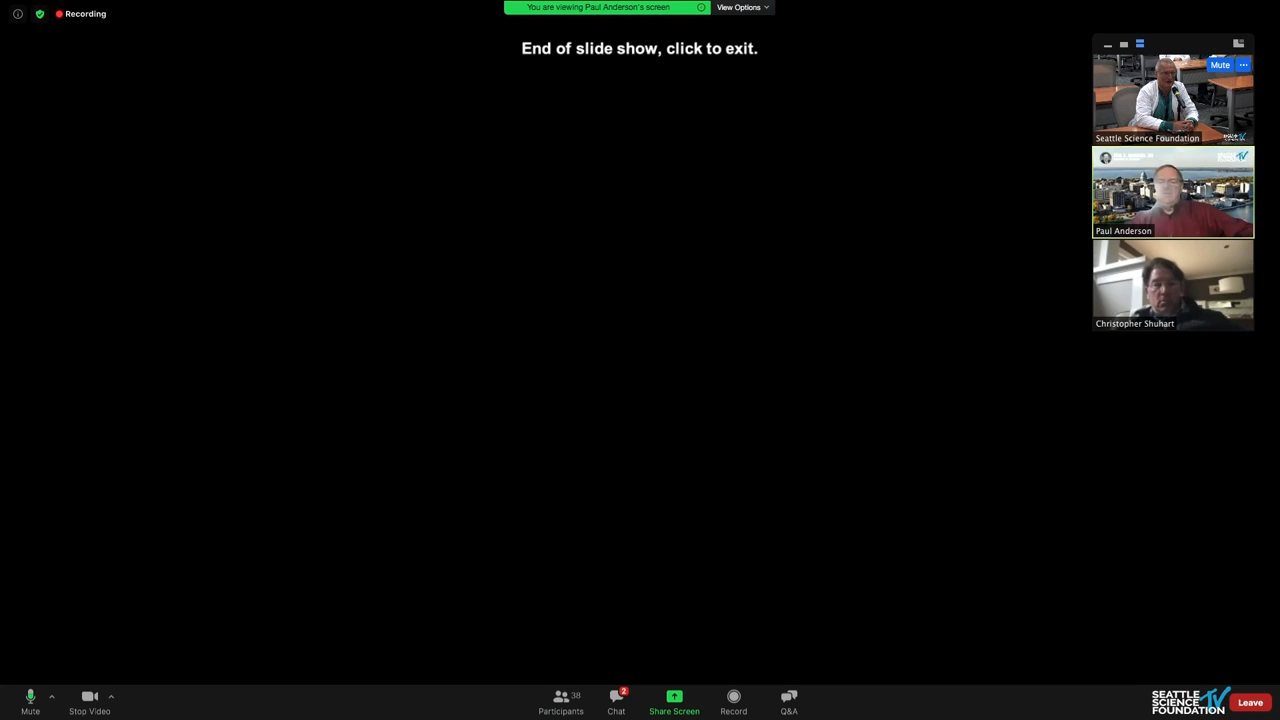 Recording
You are viewing Paul Anderson's screen
View Options
End of slide show, click to exit.
Mute
Seattle Science Foundation
Paul Anderson
Christopher Shuhart
Mute
Stop Video
Participants
38
Chat
2
Share Screen
Record
Q&A
SEATTLE
SCIENCE
FOUNDATION
TV
Leave